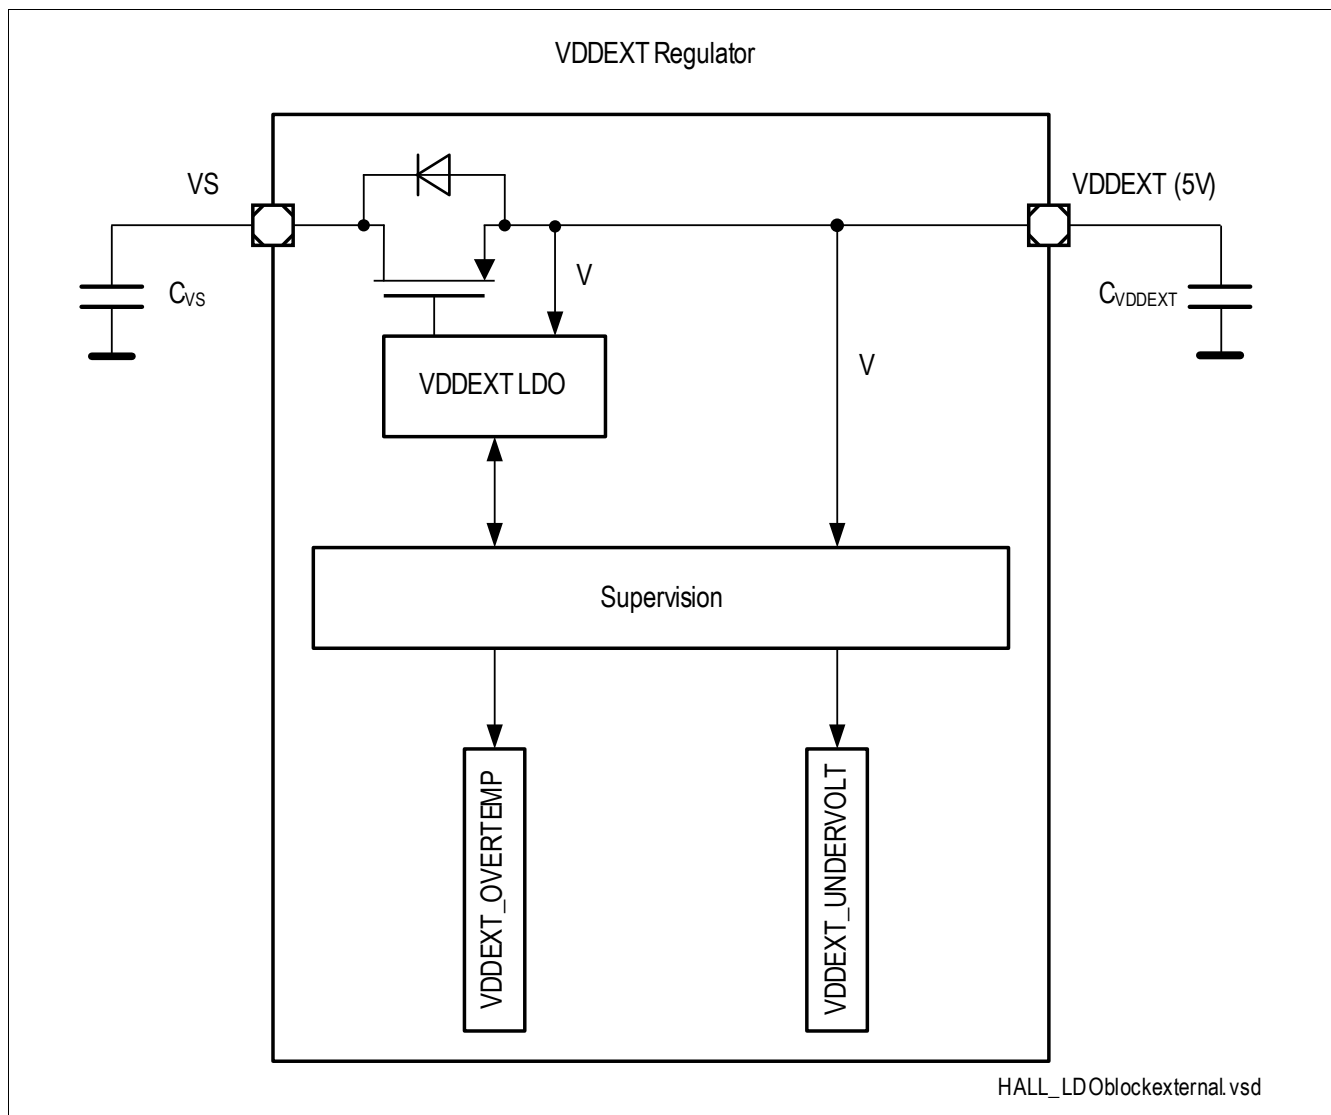 VDDEXT Regulator
VS
VDDEXT (5V)
CVS
V
CVDDEXT
VDDEXT LDO
V
Supervision
VDDEXT_OVERTEMP
VDDEXT_UNDERVOLT
HALL_LDOblockexternal.vsd